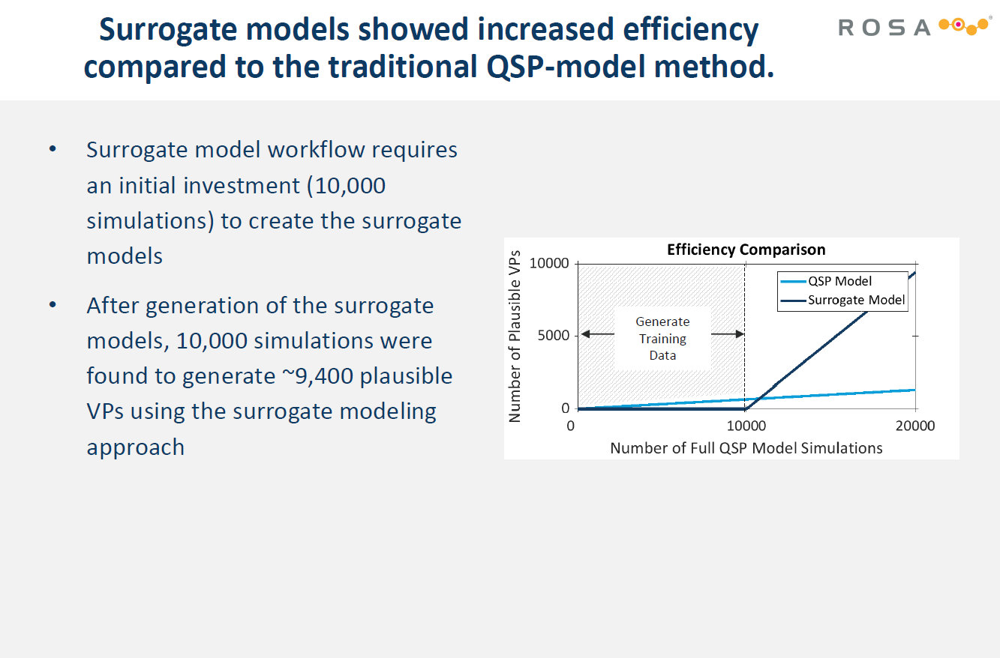 Surrogate models showed increased efficiency
compared to the traditional QSP-model method.
ROSA
®
• Surrogate model workflow requires
an initial investment (10,000
simulations) to create the surrogate
models
• After generation of the surrogate
models, 10,000 simulations were
found to generate ~9,400 plausible
VPs using the surrogate modeling
approach
Efficiency Comparison
Number of Plausible VPs
10000
5000
0
QSP Model
Surrogate Model
Generate
Training
Data
0 10000 20000
Number of Full QSP Model Simulations